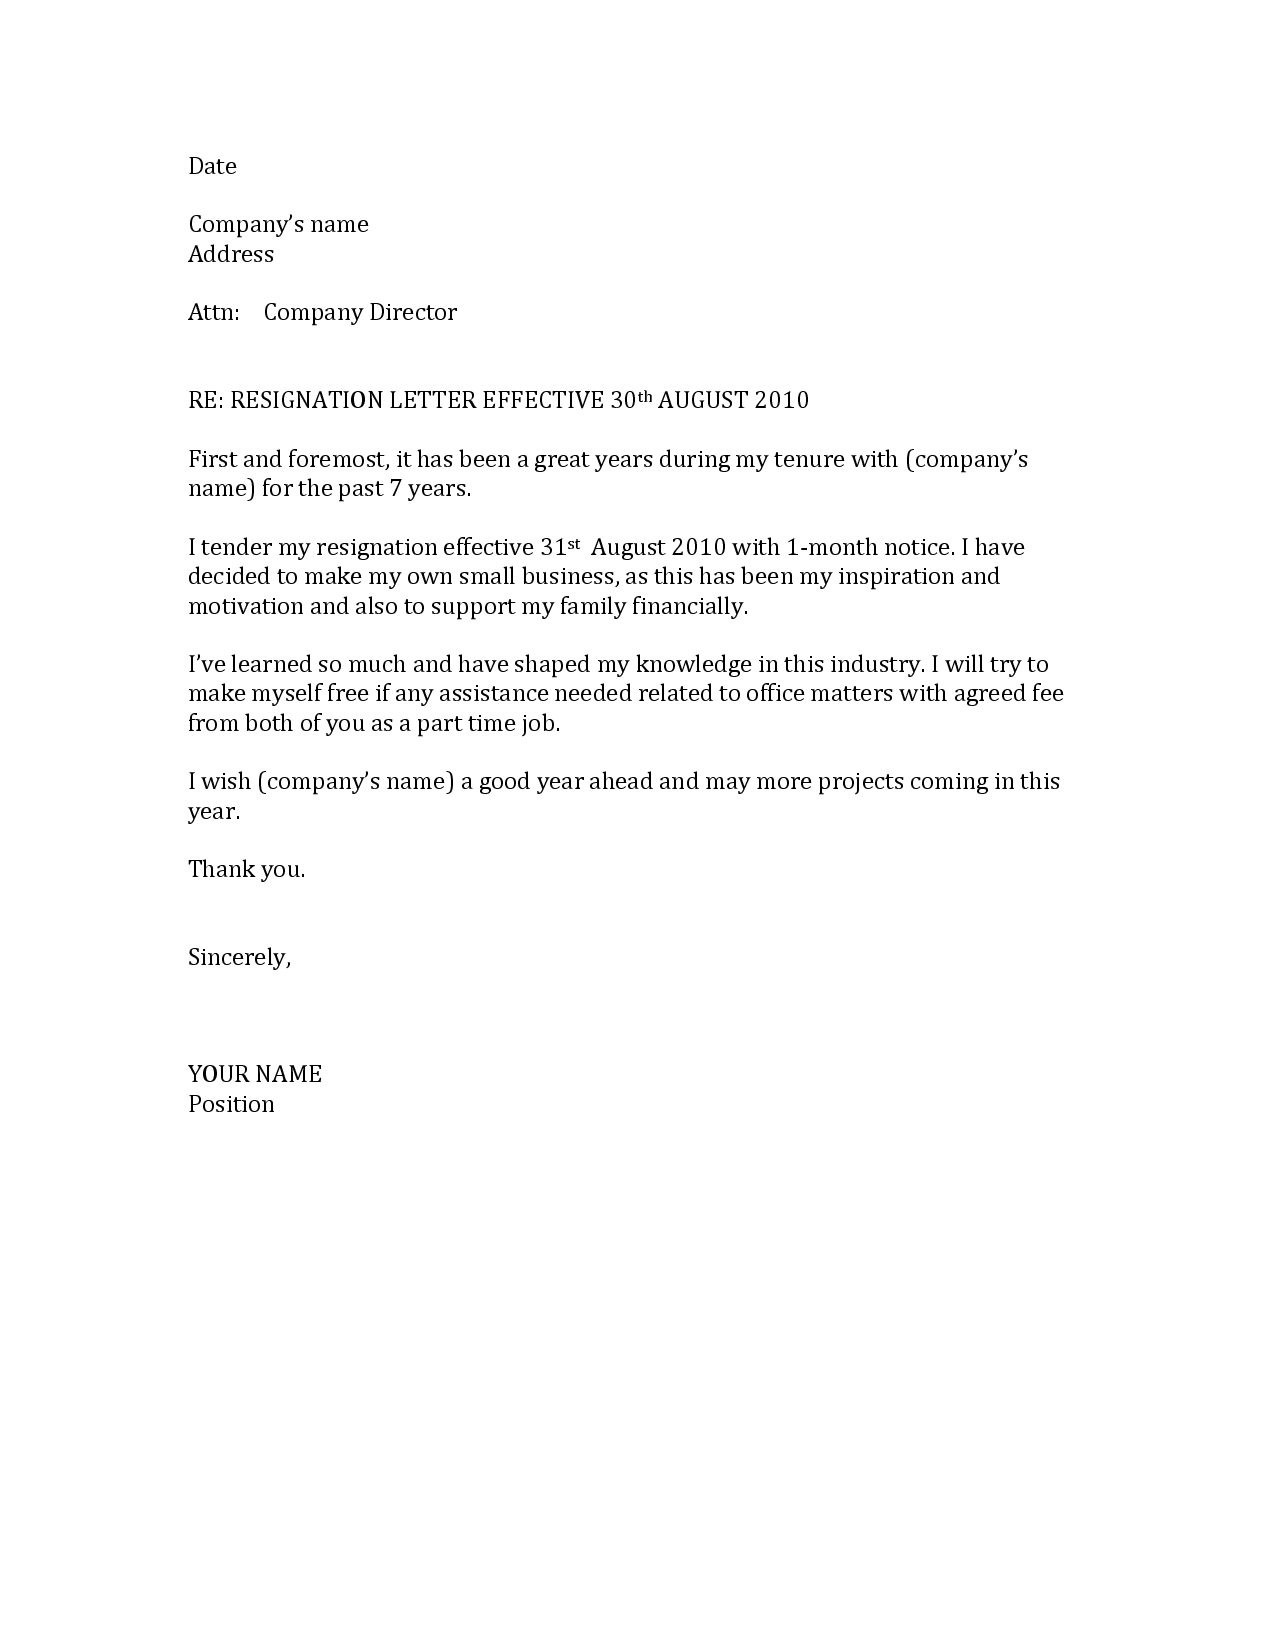 Date
Company’s name
Address
Attn: Company Director
RE: RESIGNATION LETTER EFFECTIVE 30th AUGUST 2010
First and foremost, it has been a great years during my tenure with (company’s
name) for the past 7 years.
I tender my resignation effective 31st August 2010 with 1-month notice. I have
decided to make my own small business, as this has been my inspiration and
motivation and also to support my family financially.
I’ve learned so much and have shaped my knowledge in this industry. I will try to
make myself free if any assistance needed related to office matters with agreed fee
from both of you as a part time job.
I wish (company’s name) a good year ahead and may more projects coming in this
year.
Thank you.
Sincerely,
YOUR NAME
Position